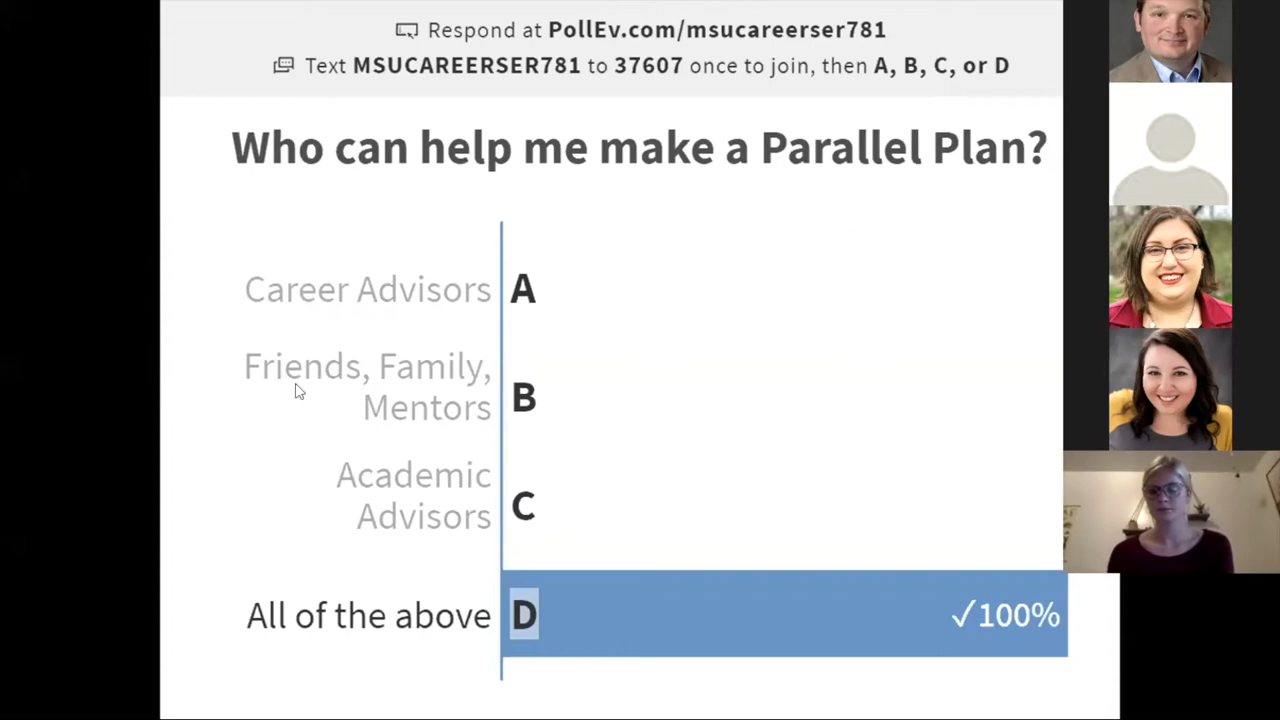 Respond at PollEv.com/msucareerser781
Text MSUCAREERSER781 to 37607 once to join, then A, B, C, or D
Who can help me make a Parallel Plan?
Career Advisors A
Friends, Family,
Mentors B
Academic
Advisors C
All of the above D ✓100%